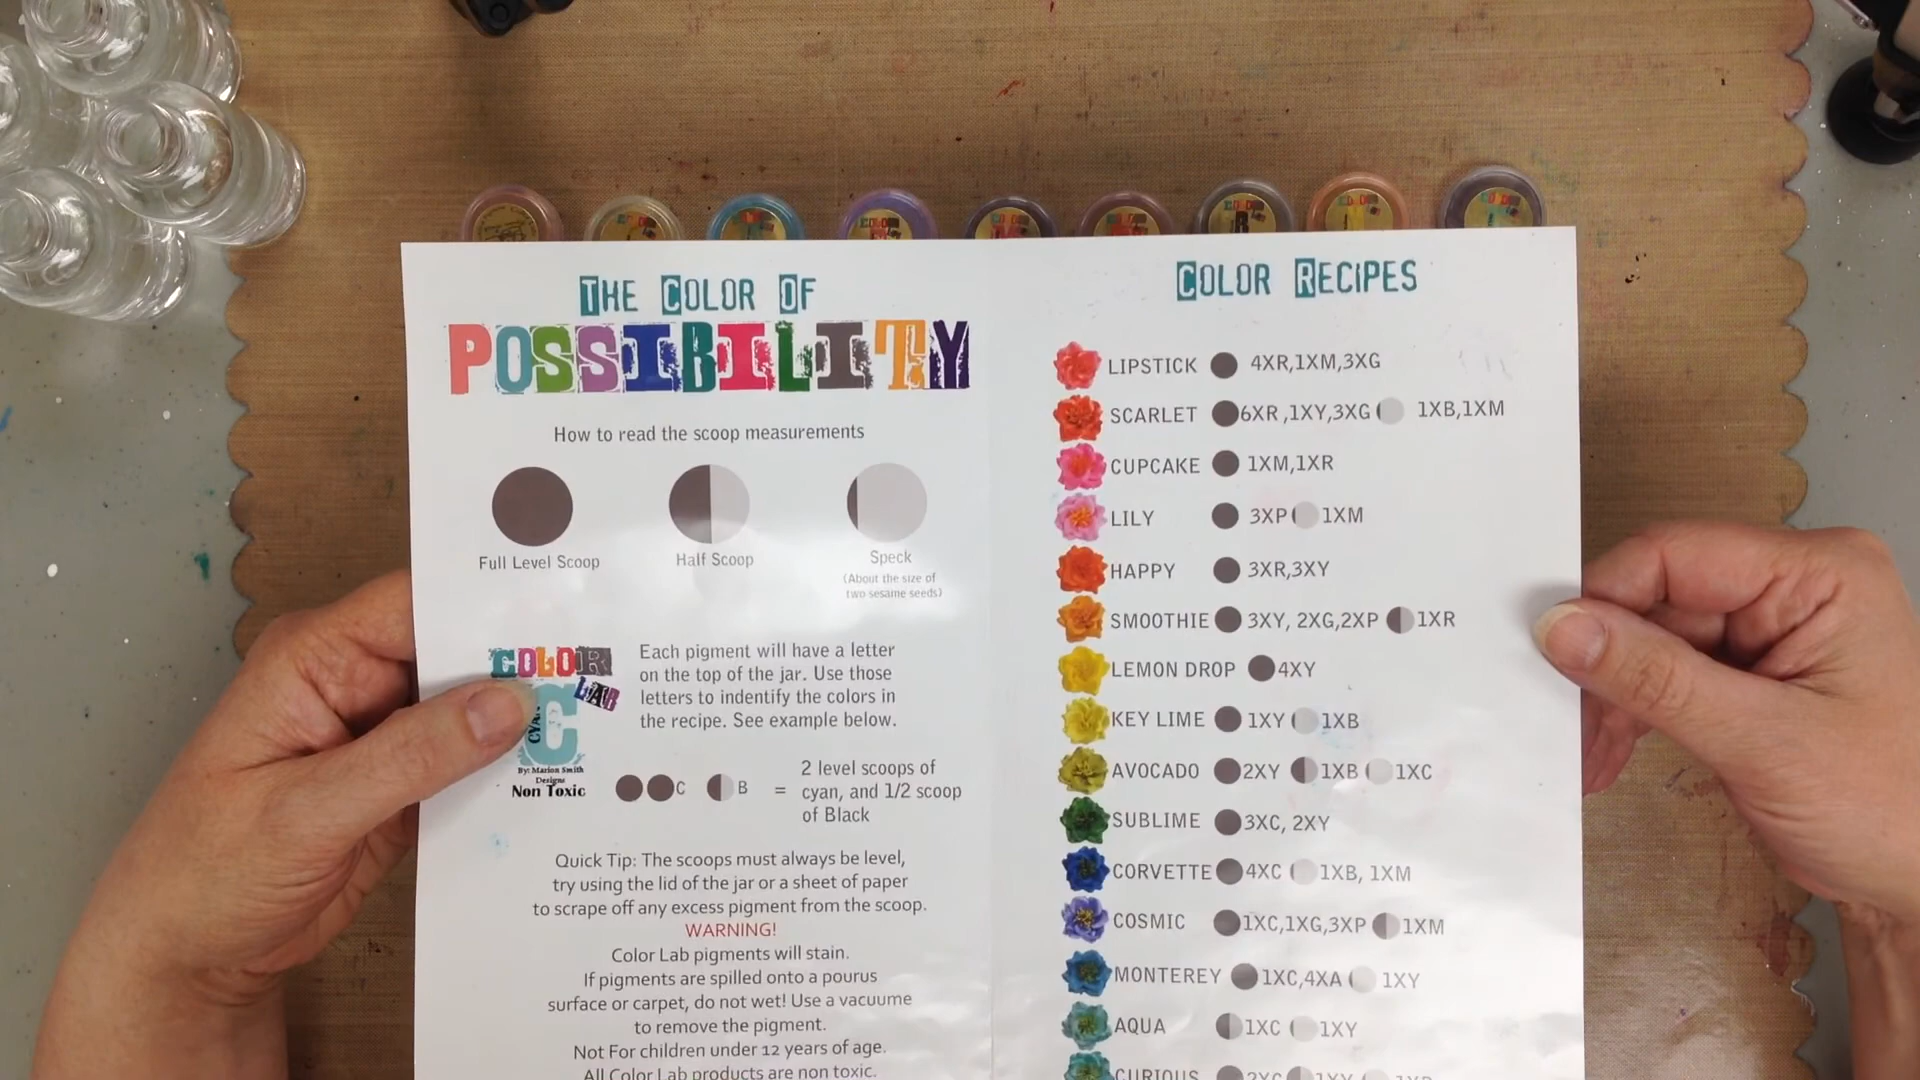 THE COLOR OF
POSSIBILITY
How to read the scoop measurements
Full Level Scoop
Half Scoop
Speck
(About the size of
two sesame seeds)
COLOR
LAB
CYAN
C
By: Marion Smith
Designs
Non Toxic
Each pigment will have a letter
on the top of the jar. Use those
letters to indentify the colors in
the recipe. See example below.
C B = 2 level scoops of
cyan, and 1/2 scoop
of Black
Quick Tip: The scoops must always be level,
try using the lid of the jar or a sheet of paper
to scrape off any excess pigment from the scoop.
WARNING!
Color Lab pigments will stain.
If pigments are spilled onto a pourus
surface or carpet, do not wet! Use a vacuume
to remove the pigment.
Not For children under 12 years of age.
All Color Lab products are non toxic.
COLOR RECIPES
LIPSTICK 4XR,1XM,3XG
SCARLET 6XR ,1XY,3XG 1XB,1XM
CUPCAKE 1XM,1XR
LILY 3XP 1XM
HAPPY 3XR,3XY
SMOOTHIE 3XY, 2XG,2XP 1XR
LEMON DROP 4XY
KEY LIME 1XY 1XB
AVOCADO 2XY 1XB 1XC
SUBLIME 3XC, 2XY
CORVETTE 4XC 1XB, 1XM
COSMIC 1XC,1XG,3XP 1XM
MONTEREY 1XC,4XA 1XY
AQUA 1XC 1XY
CURIOUS 2XC 1XY 1XB